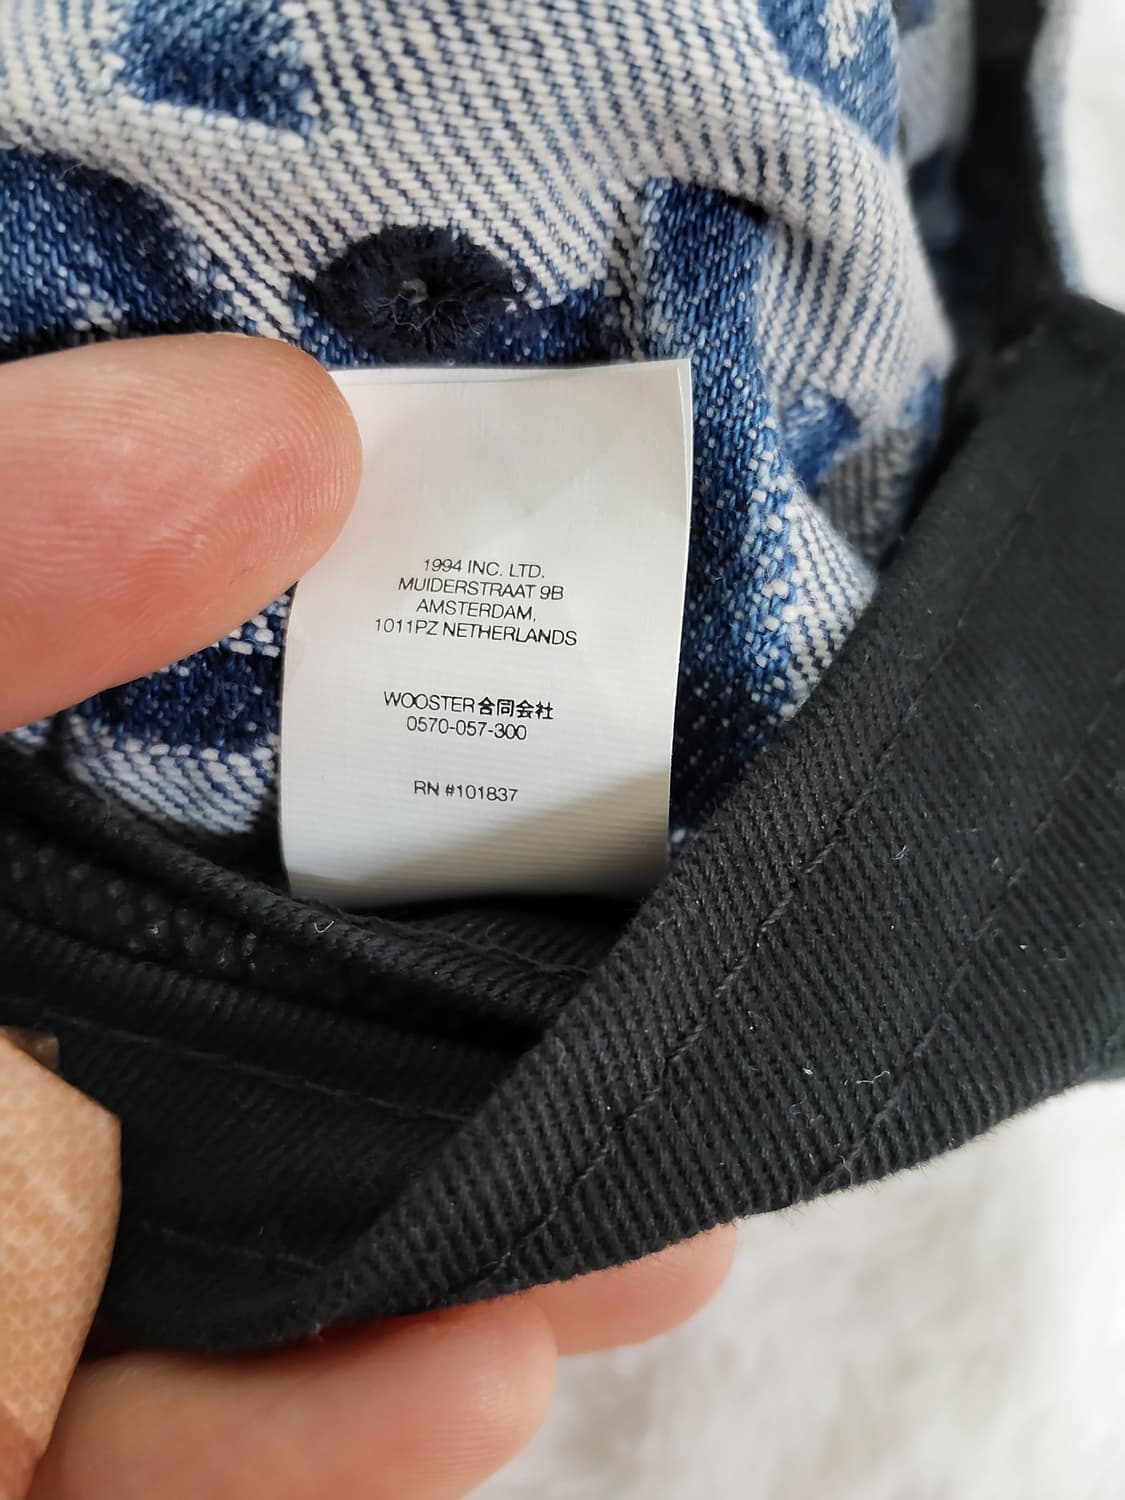 1994 INC. LTD.
MUIDERSTRAAT 9B
AMSTERDAM,
1011PZ NETHERLANDS
WOOSTER合同会社
0570-057-300
RN #101837